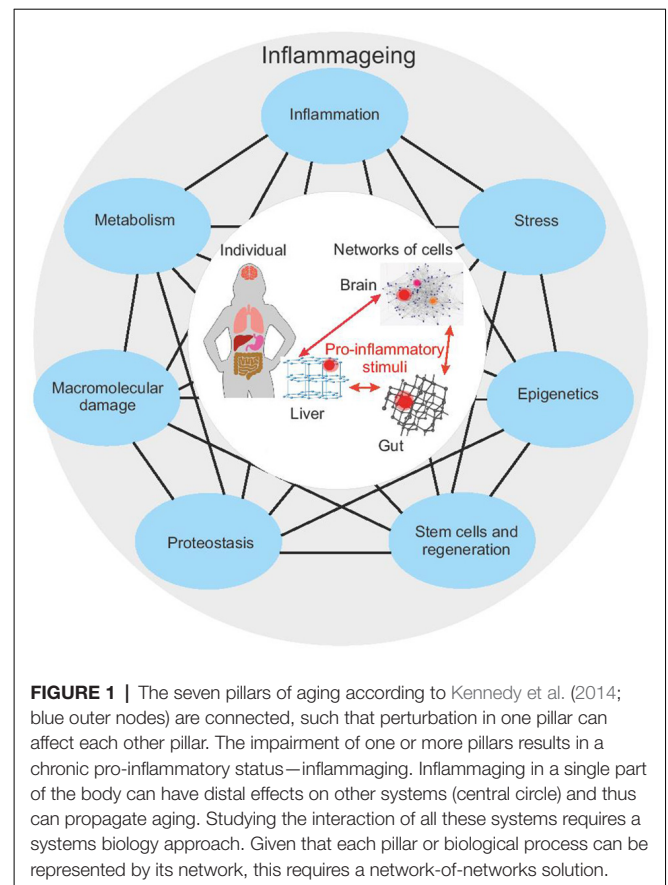 Inflammageing
Inflammation
Metabolism
Stress
Individual
Networks of cells
Brain
Pro-inflammatory
stimuli
Macromolecular
damage
Epigenetics
Liver
Gut
Proteostasis
Stem cells and
regeneration
FIGURE 1 | The seven pillars of aging according to Kennedy et al. (2014;
blue outer nodes) are connected, such that perturbation in one pillar can
affect each other pillar. The impairment of one or more pillars results in a
chronic pro-inflammatory status—inflammaging. Inflammaging in a single part
of the body can have distal effects on other systems (central circle) and thus
can propagate aging. Studying the interaction of all these systems requires a
systems biology approach. Given that each pillar or biological process can be
represented by its network, this requires a network-of-networks solution.